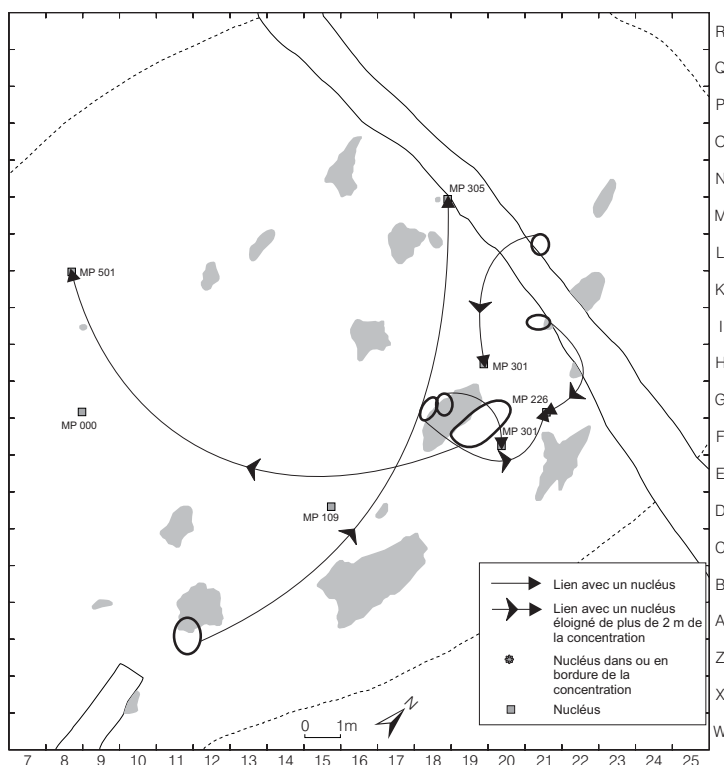 R
Q
P
O
N
MP 305
M
L
MP 501
K
I
MP 301
H
MP 226
G
MP 000
MP 301
F
E
D
MP 109
C
Lien avec un nucléus
B
Lien avec un nucléus
éloigné de plus de 2 m de
la concentration
A
Nucléus dans ou en
bordure de la
concentration
Z
N
X
Nucléus
0 1m
W
7 8 9 10 11 12 13 14 15 16 17 18 19 20 21 22 23 24 25